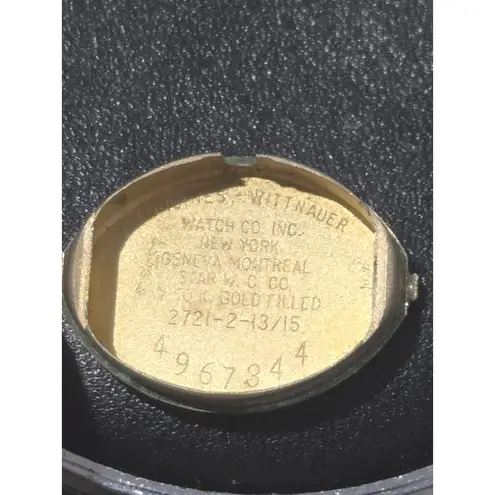 WITTNAUER
WATCH CO. INC.
NEW YORK
GENEVA MONTREAL
STAR W. C. CO.
K GOLD FILLED
2721-2-13/15
4967344